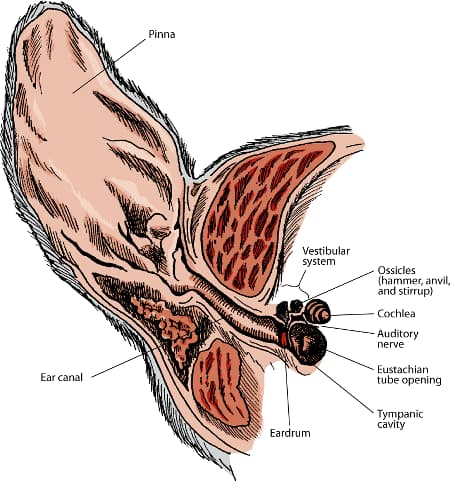 Pinna
Vestibular
system
Ossicles
(hammer, anvil,
and stirrup)
Cochlea
Auditory
nerve
Ear canal
Eustachian
tube opening
Tympanic
cavity
Eardrum